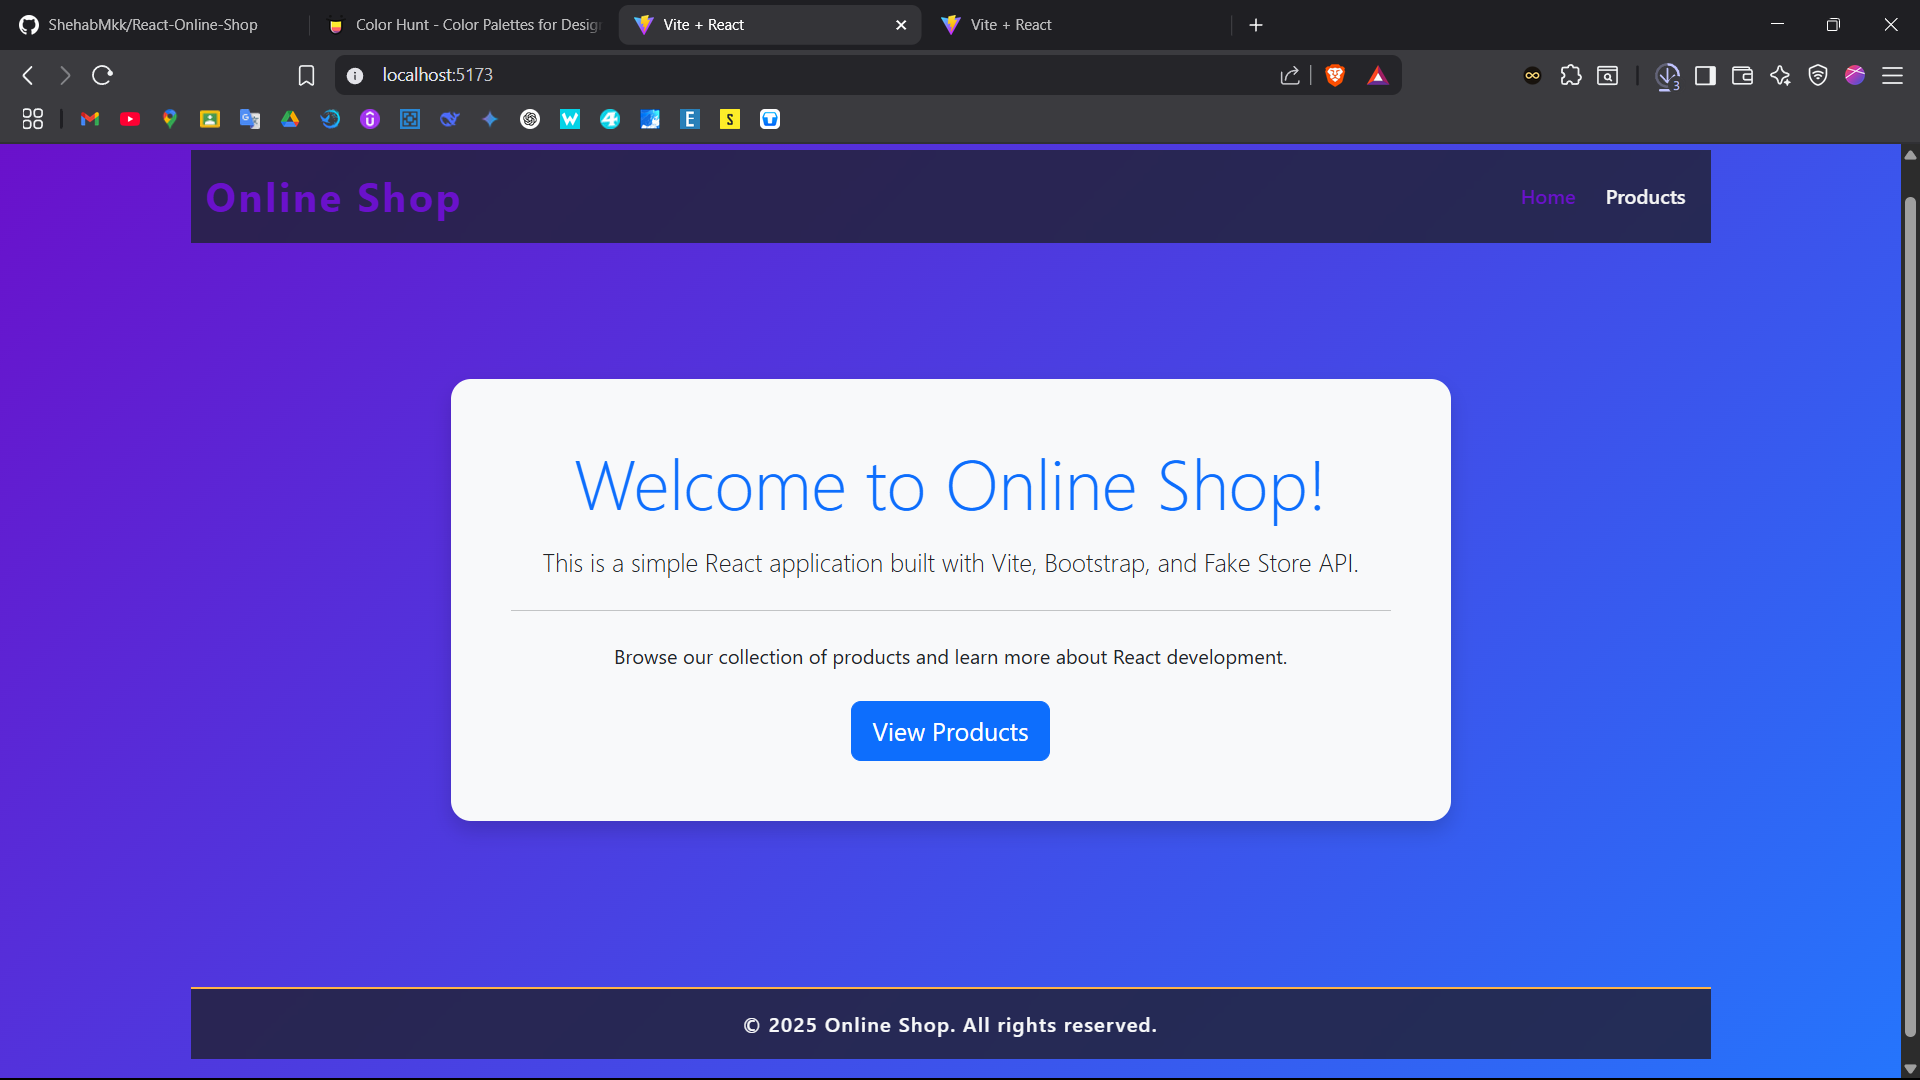 ShehabMkk/React-Online-Shop
Color Hunt - Color Palettes for Desig
Vite + React
Vite + React
localhost:5173
3
Online Shop
Home
Products
Welcome to Online Shop!
This is a simple React application built with Vite, Bootstrap, and Fake Store API.
Browse our collection of products and learn more about React development.
View Products
© 2025 Online Shop. All rights reserved.